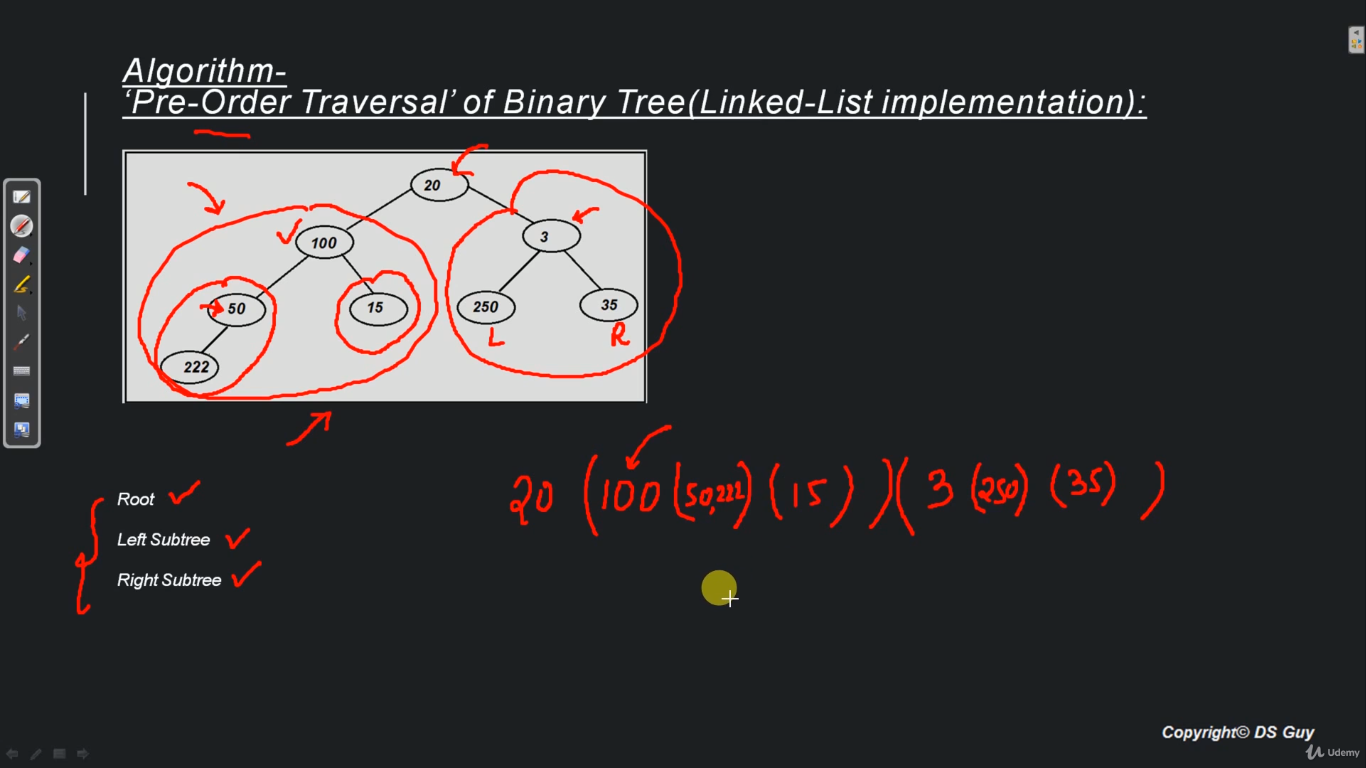 Algorithm-
‘Pre-Order Traversal’ of Binary Tree(Linked-List implementation):
20
100
3
50
15
250
35
L
R
222
20 (100 (50,222) (15) ) ( 3 (250) (35) )
Root
Left Subtree
Right Subtree
Copyright© DS Guy
Udemy